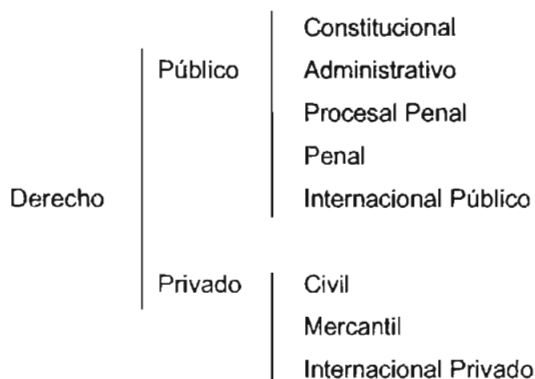 Constitucional
Público Administrativo
Procesal Penal
Penal
Derecho Internacional Público
Privado Civil
Mercantil
Internacional Privado